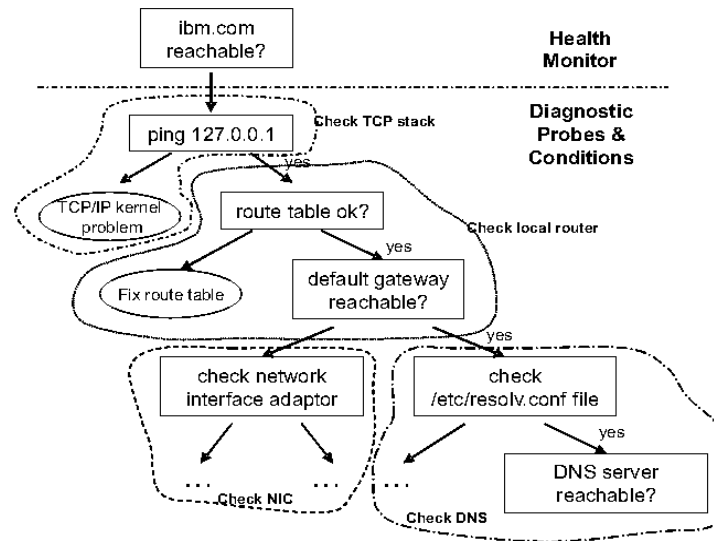 ibm.com
reachable?
Health
Monitor
Diagnostic
Probes &
Conditions
ping 127.0.0.1
Check TCP stack
yes
TCP/IP kernel
problem
route table ok?
Check local router
yes
Fix route table
default gateway
reachable?
yes
check network
interface adaptor
check
/etc/resolv.conf file
yes
...
...
...
Check NIC
DNS server
reachable?
Check DNS